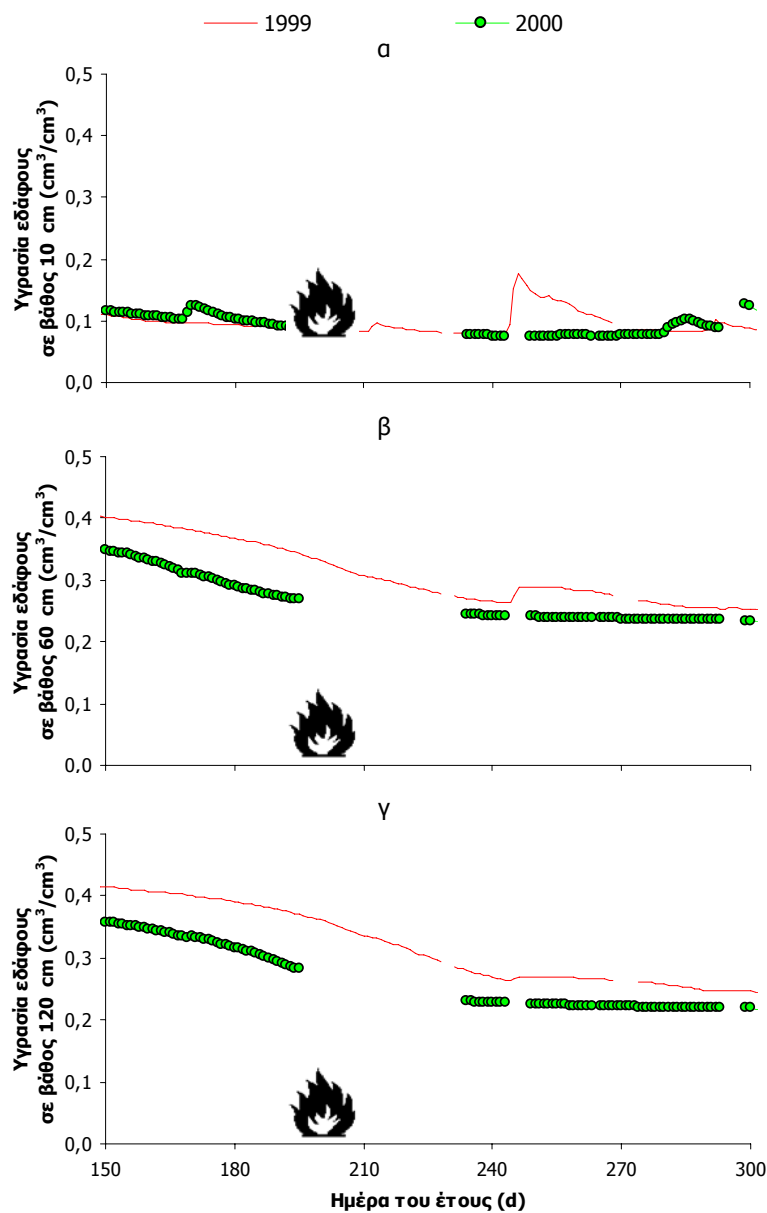 1999 2000
α
0,5
0,4
0,3
0,2
0,1
0,0
Υγρασία εδάφους
σε βάθος 10 cm (cm³/cm³)
β
0,5
0,4
0,3
0,2
0,1
0,0
Υγρασία εδάφους
σε βάθος 60 cm (cm³/cm³)
γ
0,5
0,4
0,3
0,2
0,1
0,0
Υγρασία εδάφους
σε βάθος 120 cm (cm³/cm³)
150 180 210 240 270 300
Ημέρα του έτους (d)